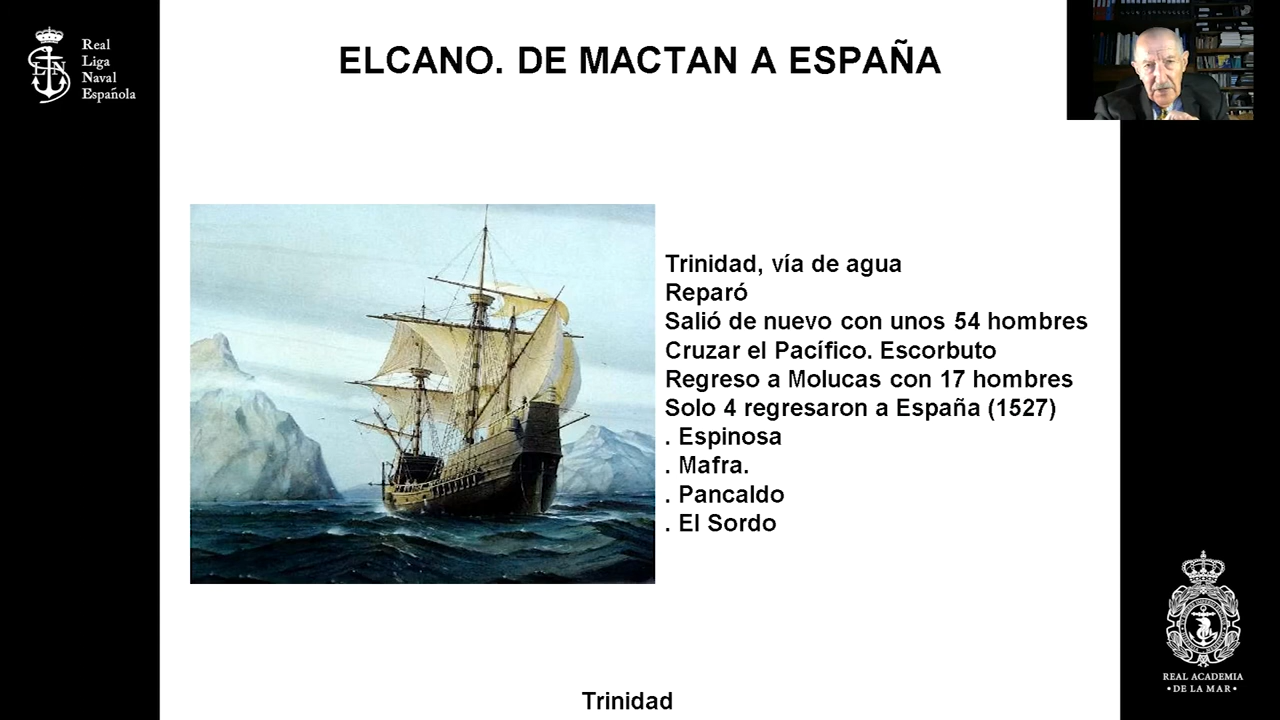 Real
Liga
Naval
Española
ELCANO. DE MACTAN A ESPAÑA
Trinidad, vía de agua
Reparó
Salió de nuevo con unos 54 hombres
Cruzar el Pacífico. Escorbuto
Regreso a Molucas con 17 hombres
Solo 4 regresaron a España (1527)
. Espinosa
. Mafra.
. Pancaldo
. El Sordo
Trinidad
REAL ACADEMIA
• DE LA MAR •